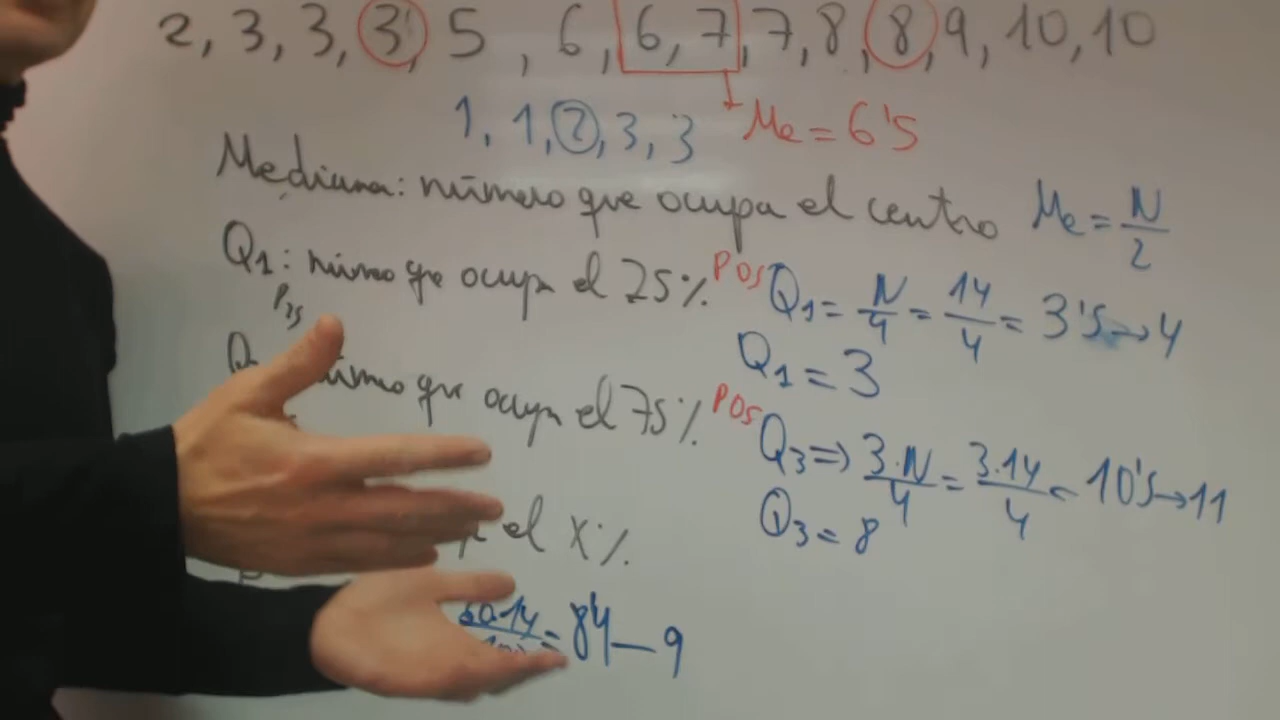 2, 3, 3, 3, 5, 6, 6, 7, 7, 8, 8, 9, 10, 10
1, 1, 2, 3, 3
Me = 6'5
Mediana: número que ocupa el centro Me = N/2
Q1: número que ocupa el 25% POS Q1 = N/4 = 14/4 = 3'5 → 4
P25
Q1 = 3
que ocupa el 75% POS Q3 ⇒ 3·N/4 = 3·14/4 = 10'5 → 11
Q3 = 8
el X%
= 8'4 — 9